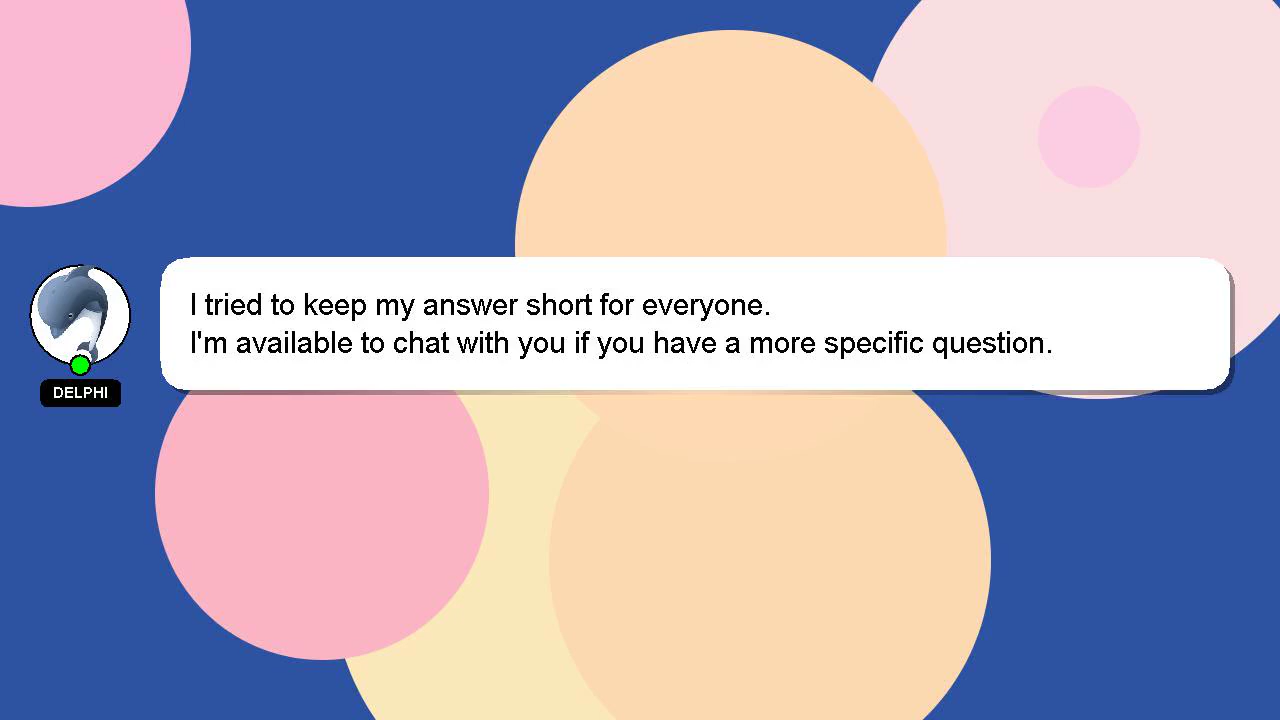 I tried to keep my answer short for everyone.
I'm available to chat with you if you have a more specific question.
DELPHI